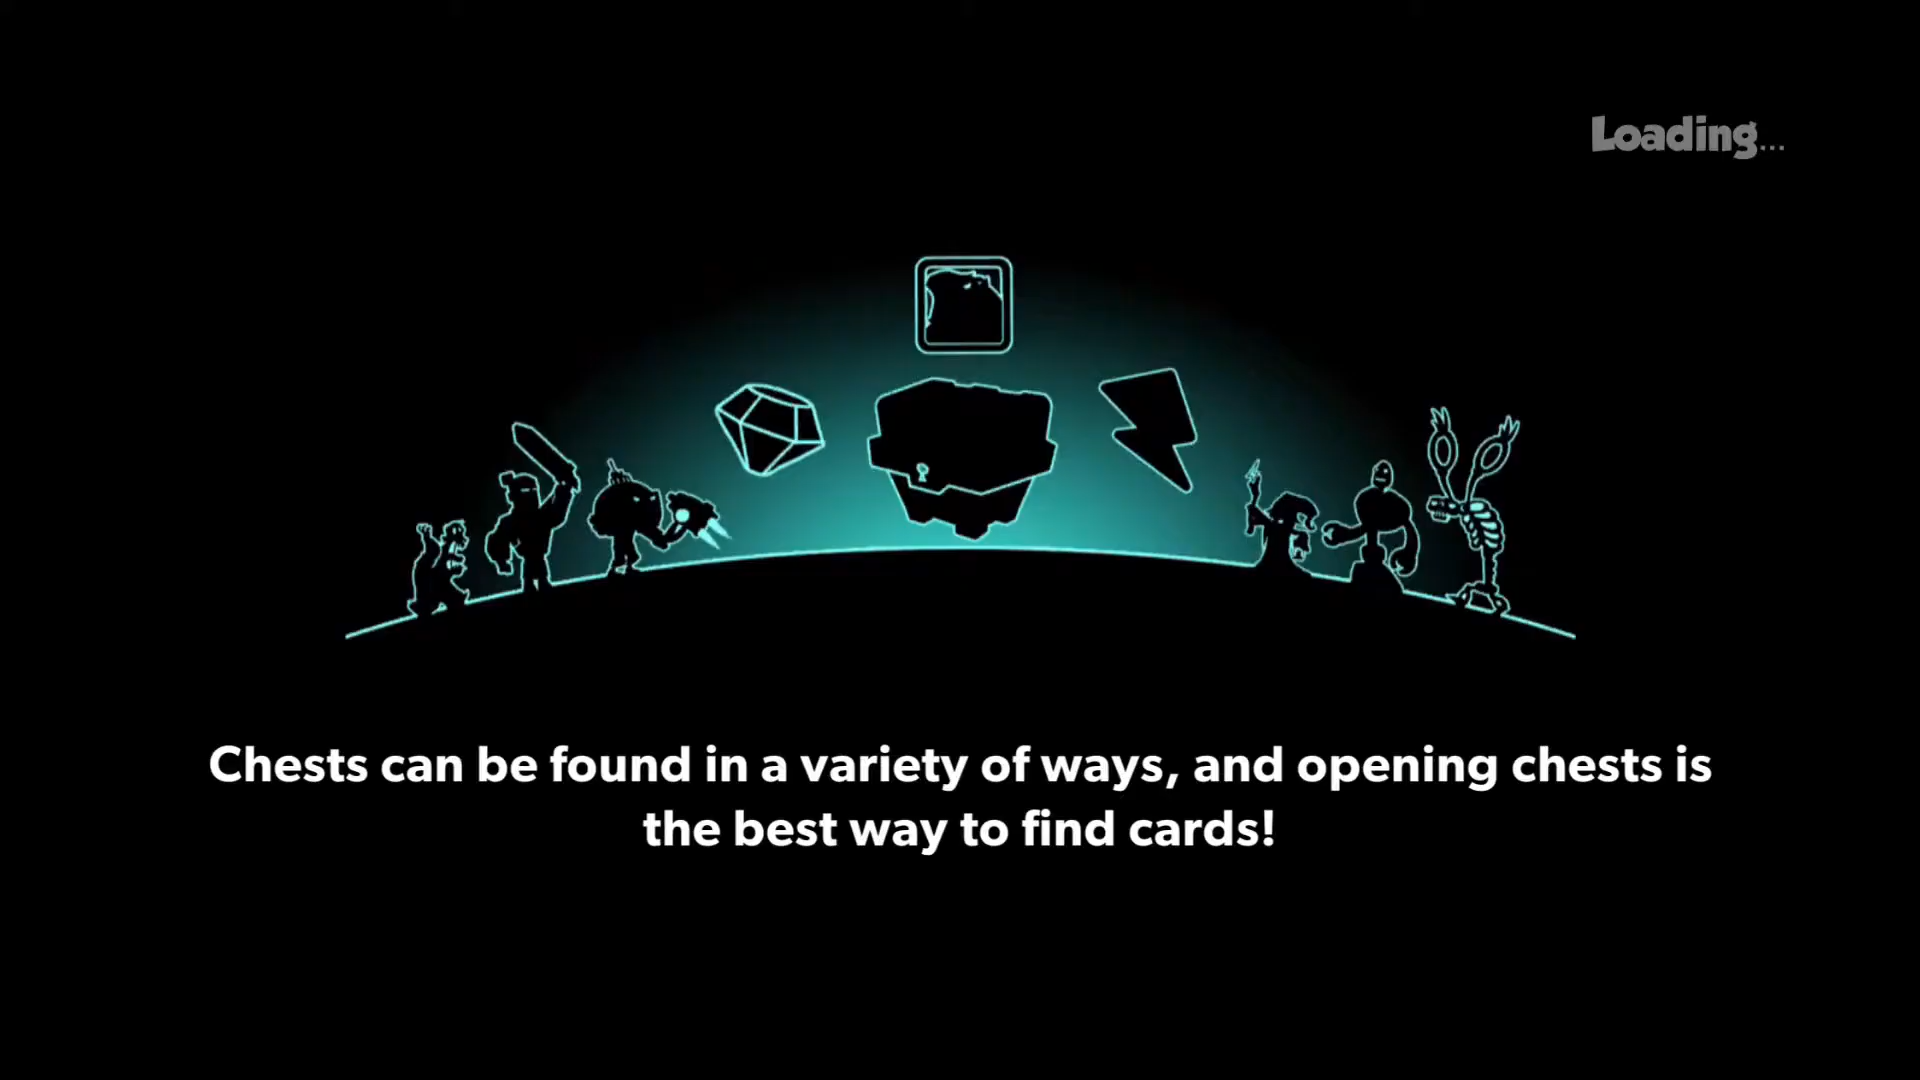 Loading...
Chests can be found in a variety of ways, and opening chests is
the best way to find cards!